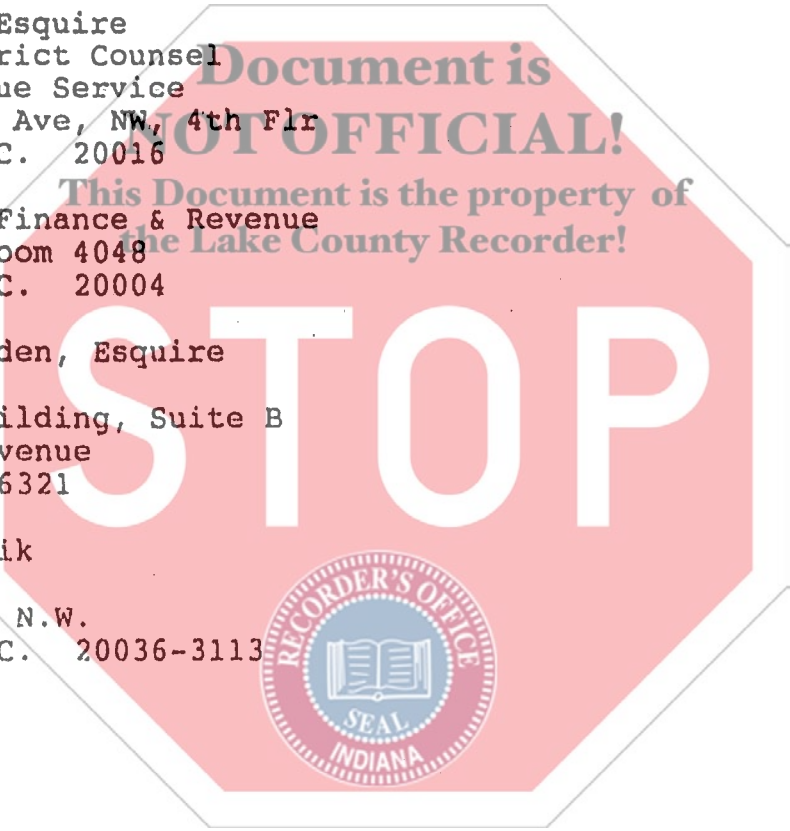 Esquire
rict Counsel
ue Service
Ave, NW, 4th Flr
C. 20016
Finance & Revenue
oom 4048
C. 20004
den, Esquire
ilding, Suite B
venue
6321
ik
N.W.
C. 20036-3113
Document is
NOT OFFICIAL!
This Document is the property of
the Lake County Recorder!
STOP
RECORDER'S OFFICE
SEAL
INDIANA